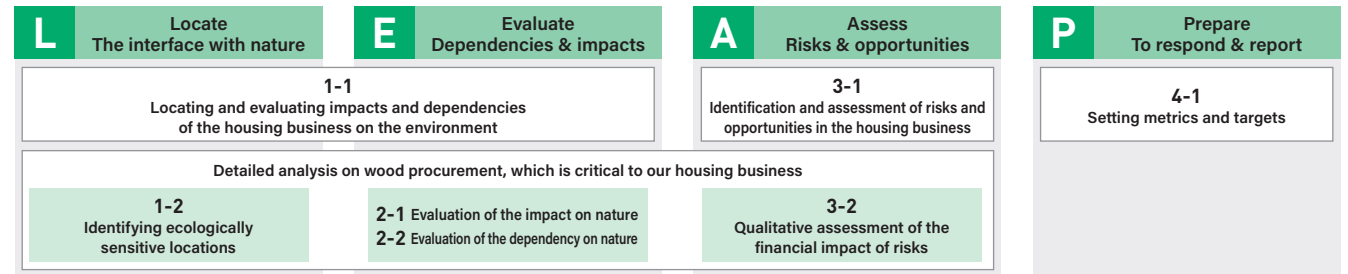 L
Locate
The interface with nature
E
Evaluate
Dependencies & impacts
A
Assess
Risks & opportunities
P
Prepare
To respond & report
1-1
Locating and evaluating impacts and dependencies
of the housing business on the environment
3-1
Identification and assessment of risks and
opportunities in the housing business
4-1
Setting metrics and targets
Detailed analysis on wood procurement, which is critical to our housing business
1-2
Identifying ecologically
sensitive locations
2-1 Evaluation of the impact on nature
2-2 Evaluation of the dependency on nature
3-2
Qualitative assessment of the
financial impact of risks